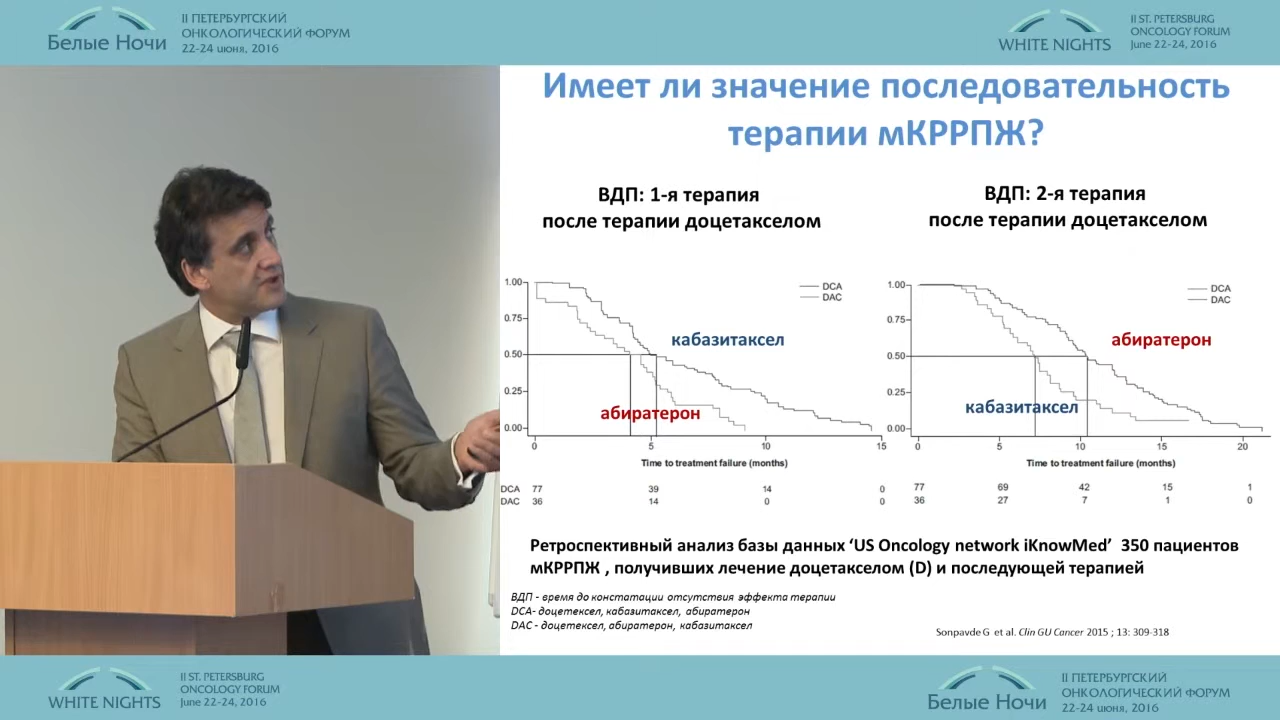 Белые Ночи
II ПЕТЕРБУРГСКИЙ
ОНКОЛОГИЧЕСКИЙ ФОРУМ
22-24 июня, 2016
WHITE NIGHTS
II ST. PETERSBURG
ONCOLOGY FORUM
June 22-24, 2016
Имеет ли значение последовательность
терапии мКРРПЖ?
ВДП: 1-я терапия
после терапии доцетакселом
ВДП: 2-я терапия
после терапии доцетакселом
1.00
0.75
0.50
0.25
0.00
DCA
DAC
кабазитаксел
абиратерон
0 5 10 15
Time to treatment failure (months)
DCA 77 39 14 0
DAC 36 14 0 0
1.00
0.75
0.50
0.25
0.00
DCA
DAC
абиратерон
кабазитаксел
0 5 10 15 20
Time to treatment failure (months)
77 69 42 15 1
36 27 7 1 0
Ретроспективный анализ базы данных ‘US Oncology network iKnowMed’ 350 пациентов
мКРРПЖ , получивших лечение доцетакселом (D) и последующей терапией
ВДП - время до констатации отсутствия эффекта терапии
DCA- доцетексел, кабазитаксел, абиратерон
DAC - доцетексел, абиратерон, кабазитаксел
Sonpavde G et al. Clin GU Cancer 2015 ; 13: 309-318
WHITE NIGHTS
II ST. PETERSBURG
ONCOLOGY FORUM
June 22-24, 2016
Белые Ночи
II ПЕТЕРБУРГСКИЙ
ОНКОЛОГИЧЕСКИЙ ФОРУМ
22-24 июня, 2016